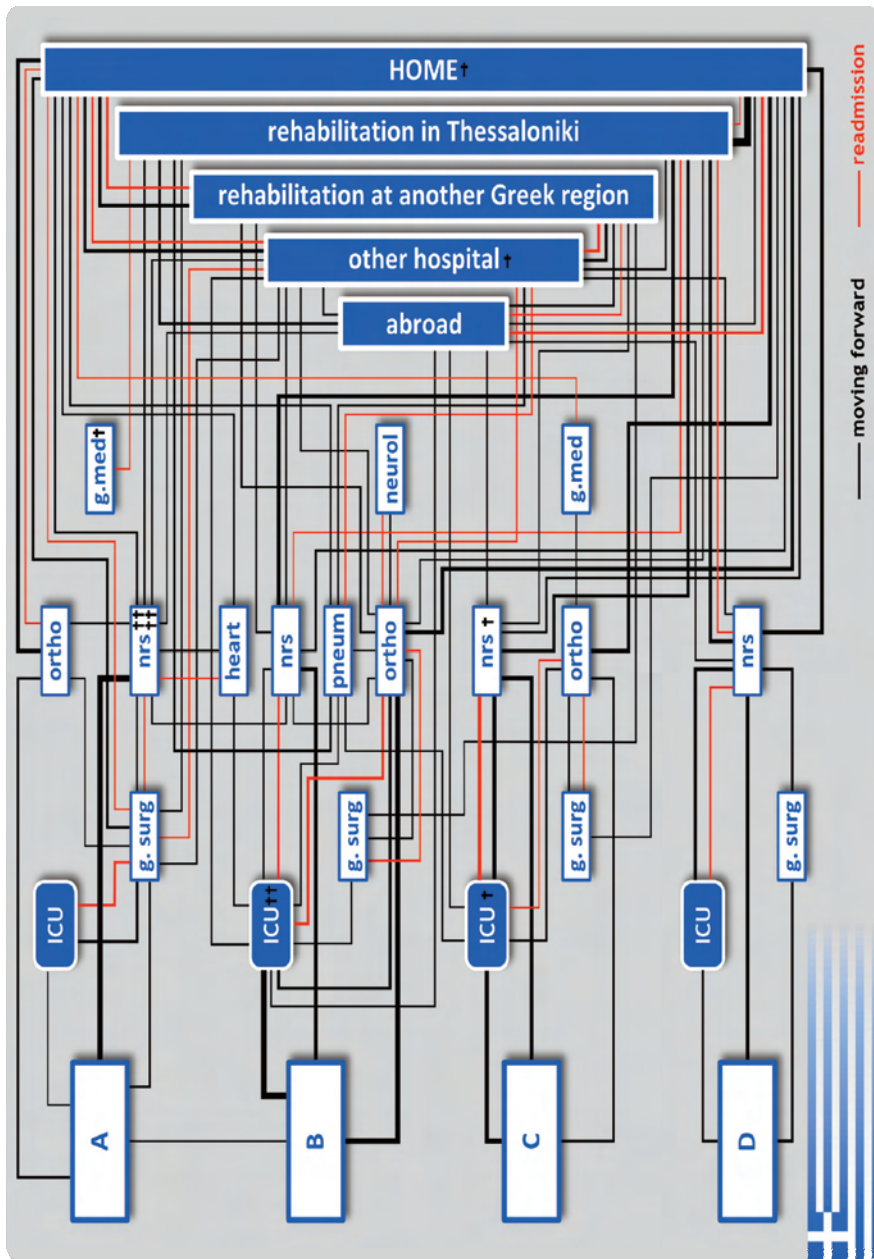 HOME†
rehabilitation in Thessaloniki
rehabilitation at another Greek region
other hospital†
abroad
g.med†
neurol
g.med
ortho
nrs††††
heart
nrs
pneum
ortho
nrs †
ortho
nrs
g. surg
g. surg
g. surg
g. surg
ICU
ICU††
ICU †
ICU
A
B
C
D
moving forward
readmission